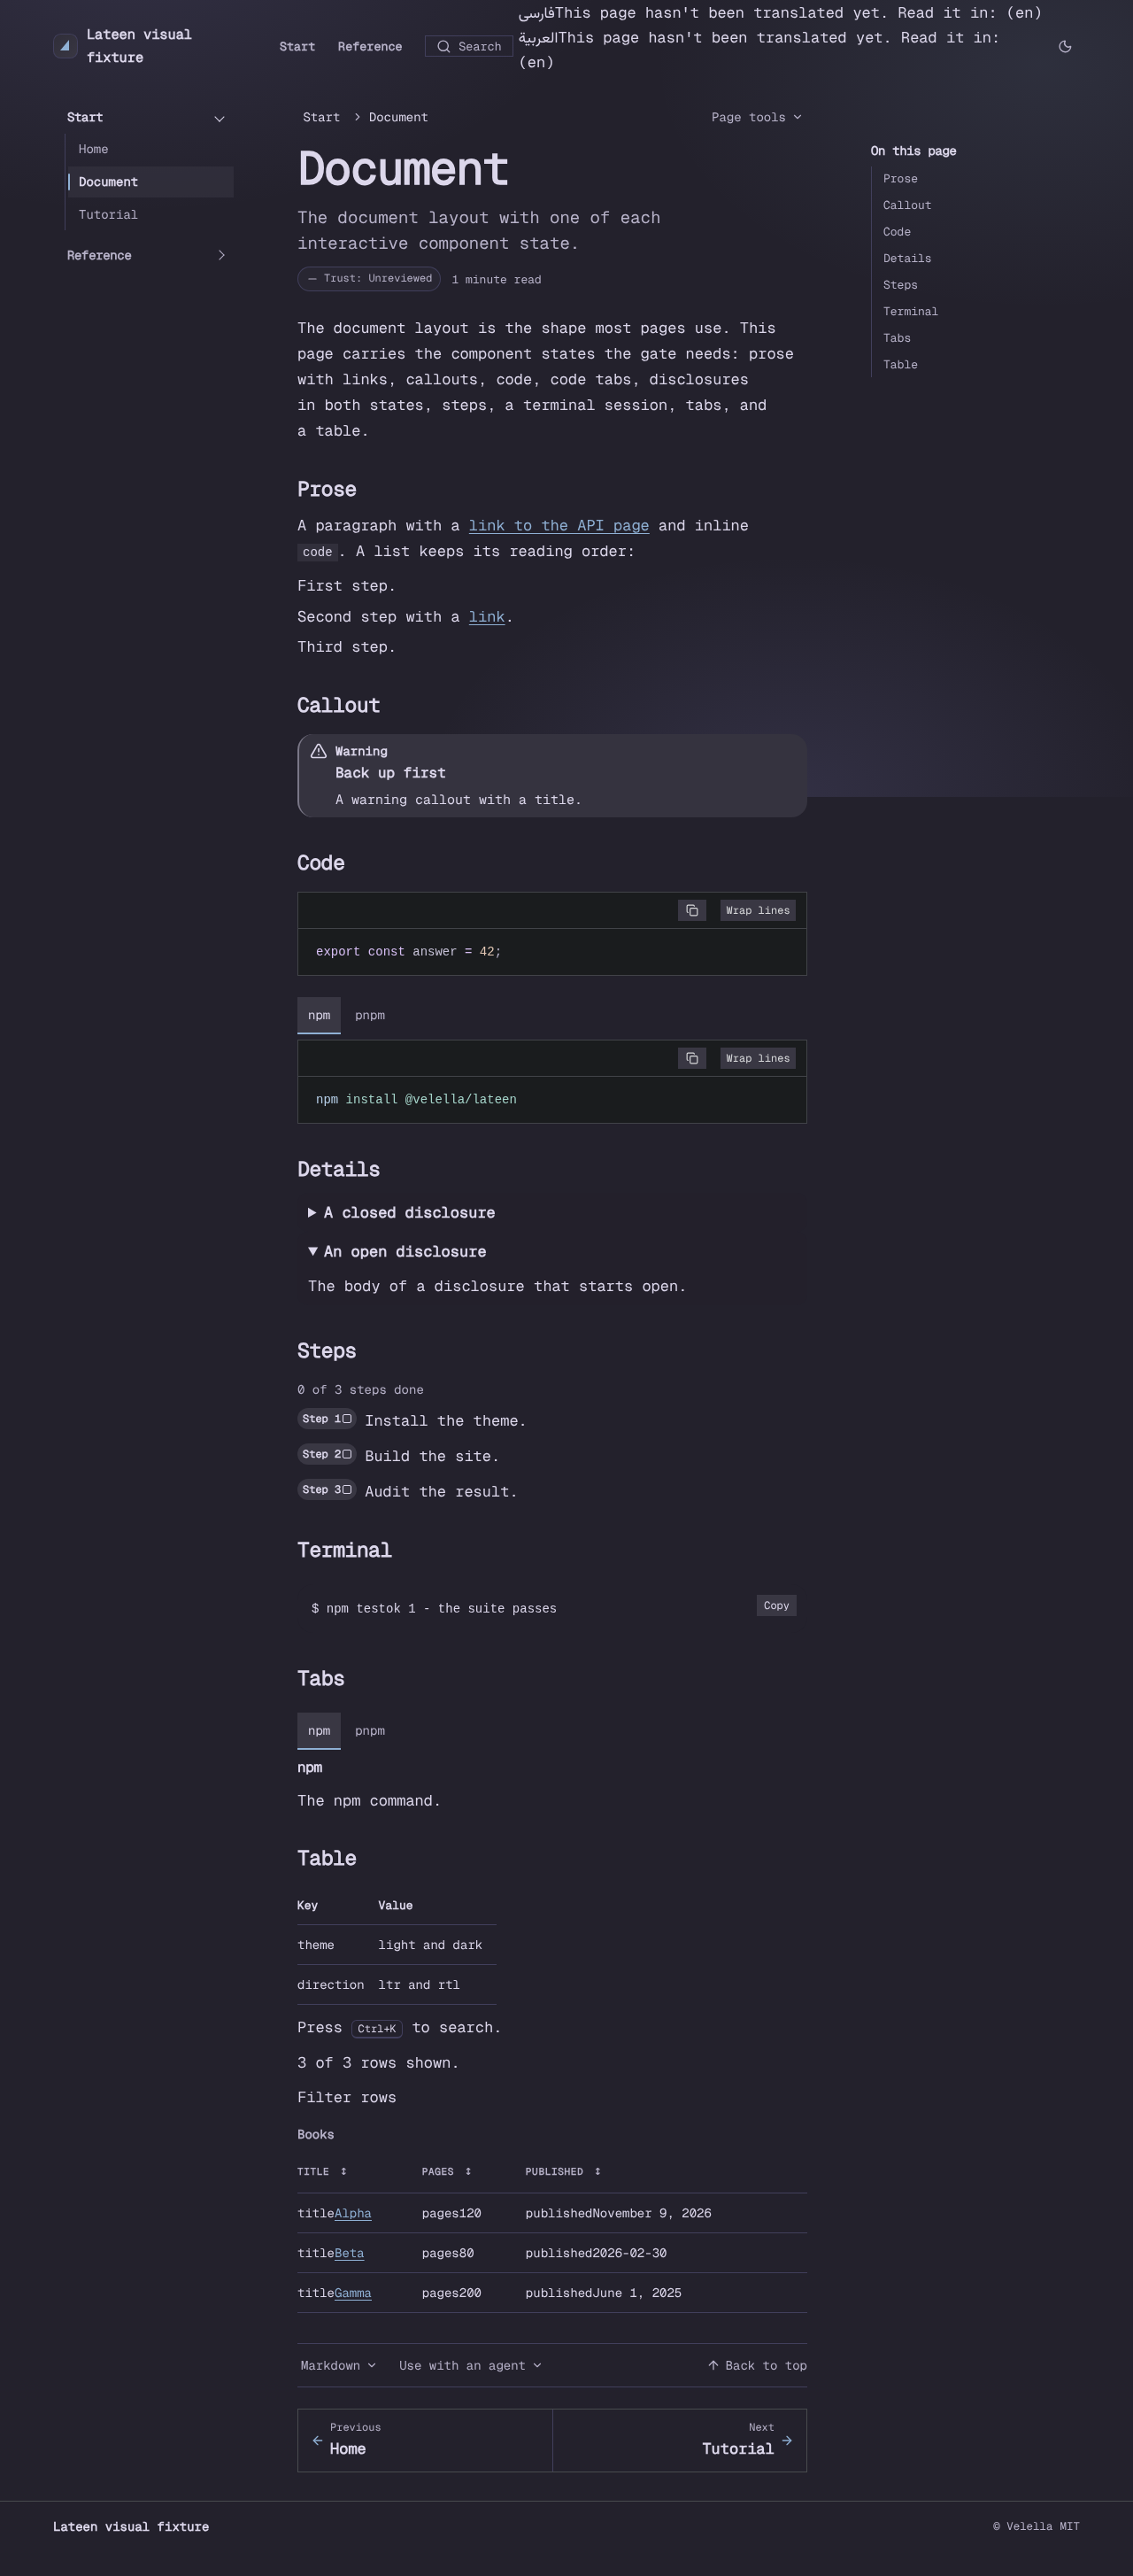 Lateen visual
fixture
Start
Reference
Search
فارسیThis page hasn't been translated yet. Read it in: (en)
العربيةThis page hasn't been translated yet. Read it in:
(en)
Start
Home
Document
Tutorial
Reference
Start > Document
Page tools
Document
The document layout with one of each
interactive component state.
— Trust: Unreviewed
1 minute read
The document layout is the shape most pages use. This
page carries the component states the gate needs: prose
with links, callouts, code, code tabs, disclosures
in both states, steps, a terminal session, tabs, and
a table.
Prose
A paragraph with a link to the API page and inline
code. A list keeps its reading order:
First step.
Second step with a link.
Third step.
Callout
Warning
Back up first
A warning callout with a title.
Code
Wrap lines
export const answer = 42;
npm pnpm
Wrap lines
npm install @velella/lateen
Details
A closed disclosure
An open disclosure
The body of a disclosure that starts open.
Steps
0 of 3 steps done
Step 1 Install the theme.
Step 2 Build the site.
Step 3 Audit the result.
Terminal
$ npm testok 1 - the suite passes
Copy
Tabs
npm pnpm
npm
The npm command.
Table
Key Value
theme light and dark
direction ltr and rtl
Press Ctrl+K to search.
3 of 3 rows shown.
Filter rows
Books
TITLE ↕ PAGES ↕ PUBLISHED ↕
titleAlpha pages120 publishedNovember 9, 2026
titleBeta pages80 published2026-02-30
titleGamma pages200 publishedJune 1, 2025
Markdown Use with an agent ↑ Back to top
← Previous
Home
Next →
Tutorial
On this page
Prose
Callout
Code
Details
Steps
Terminal
Tabs
Table
Lateen visual fixture
© Velella MIT